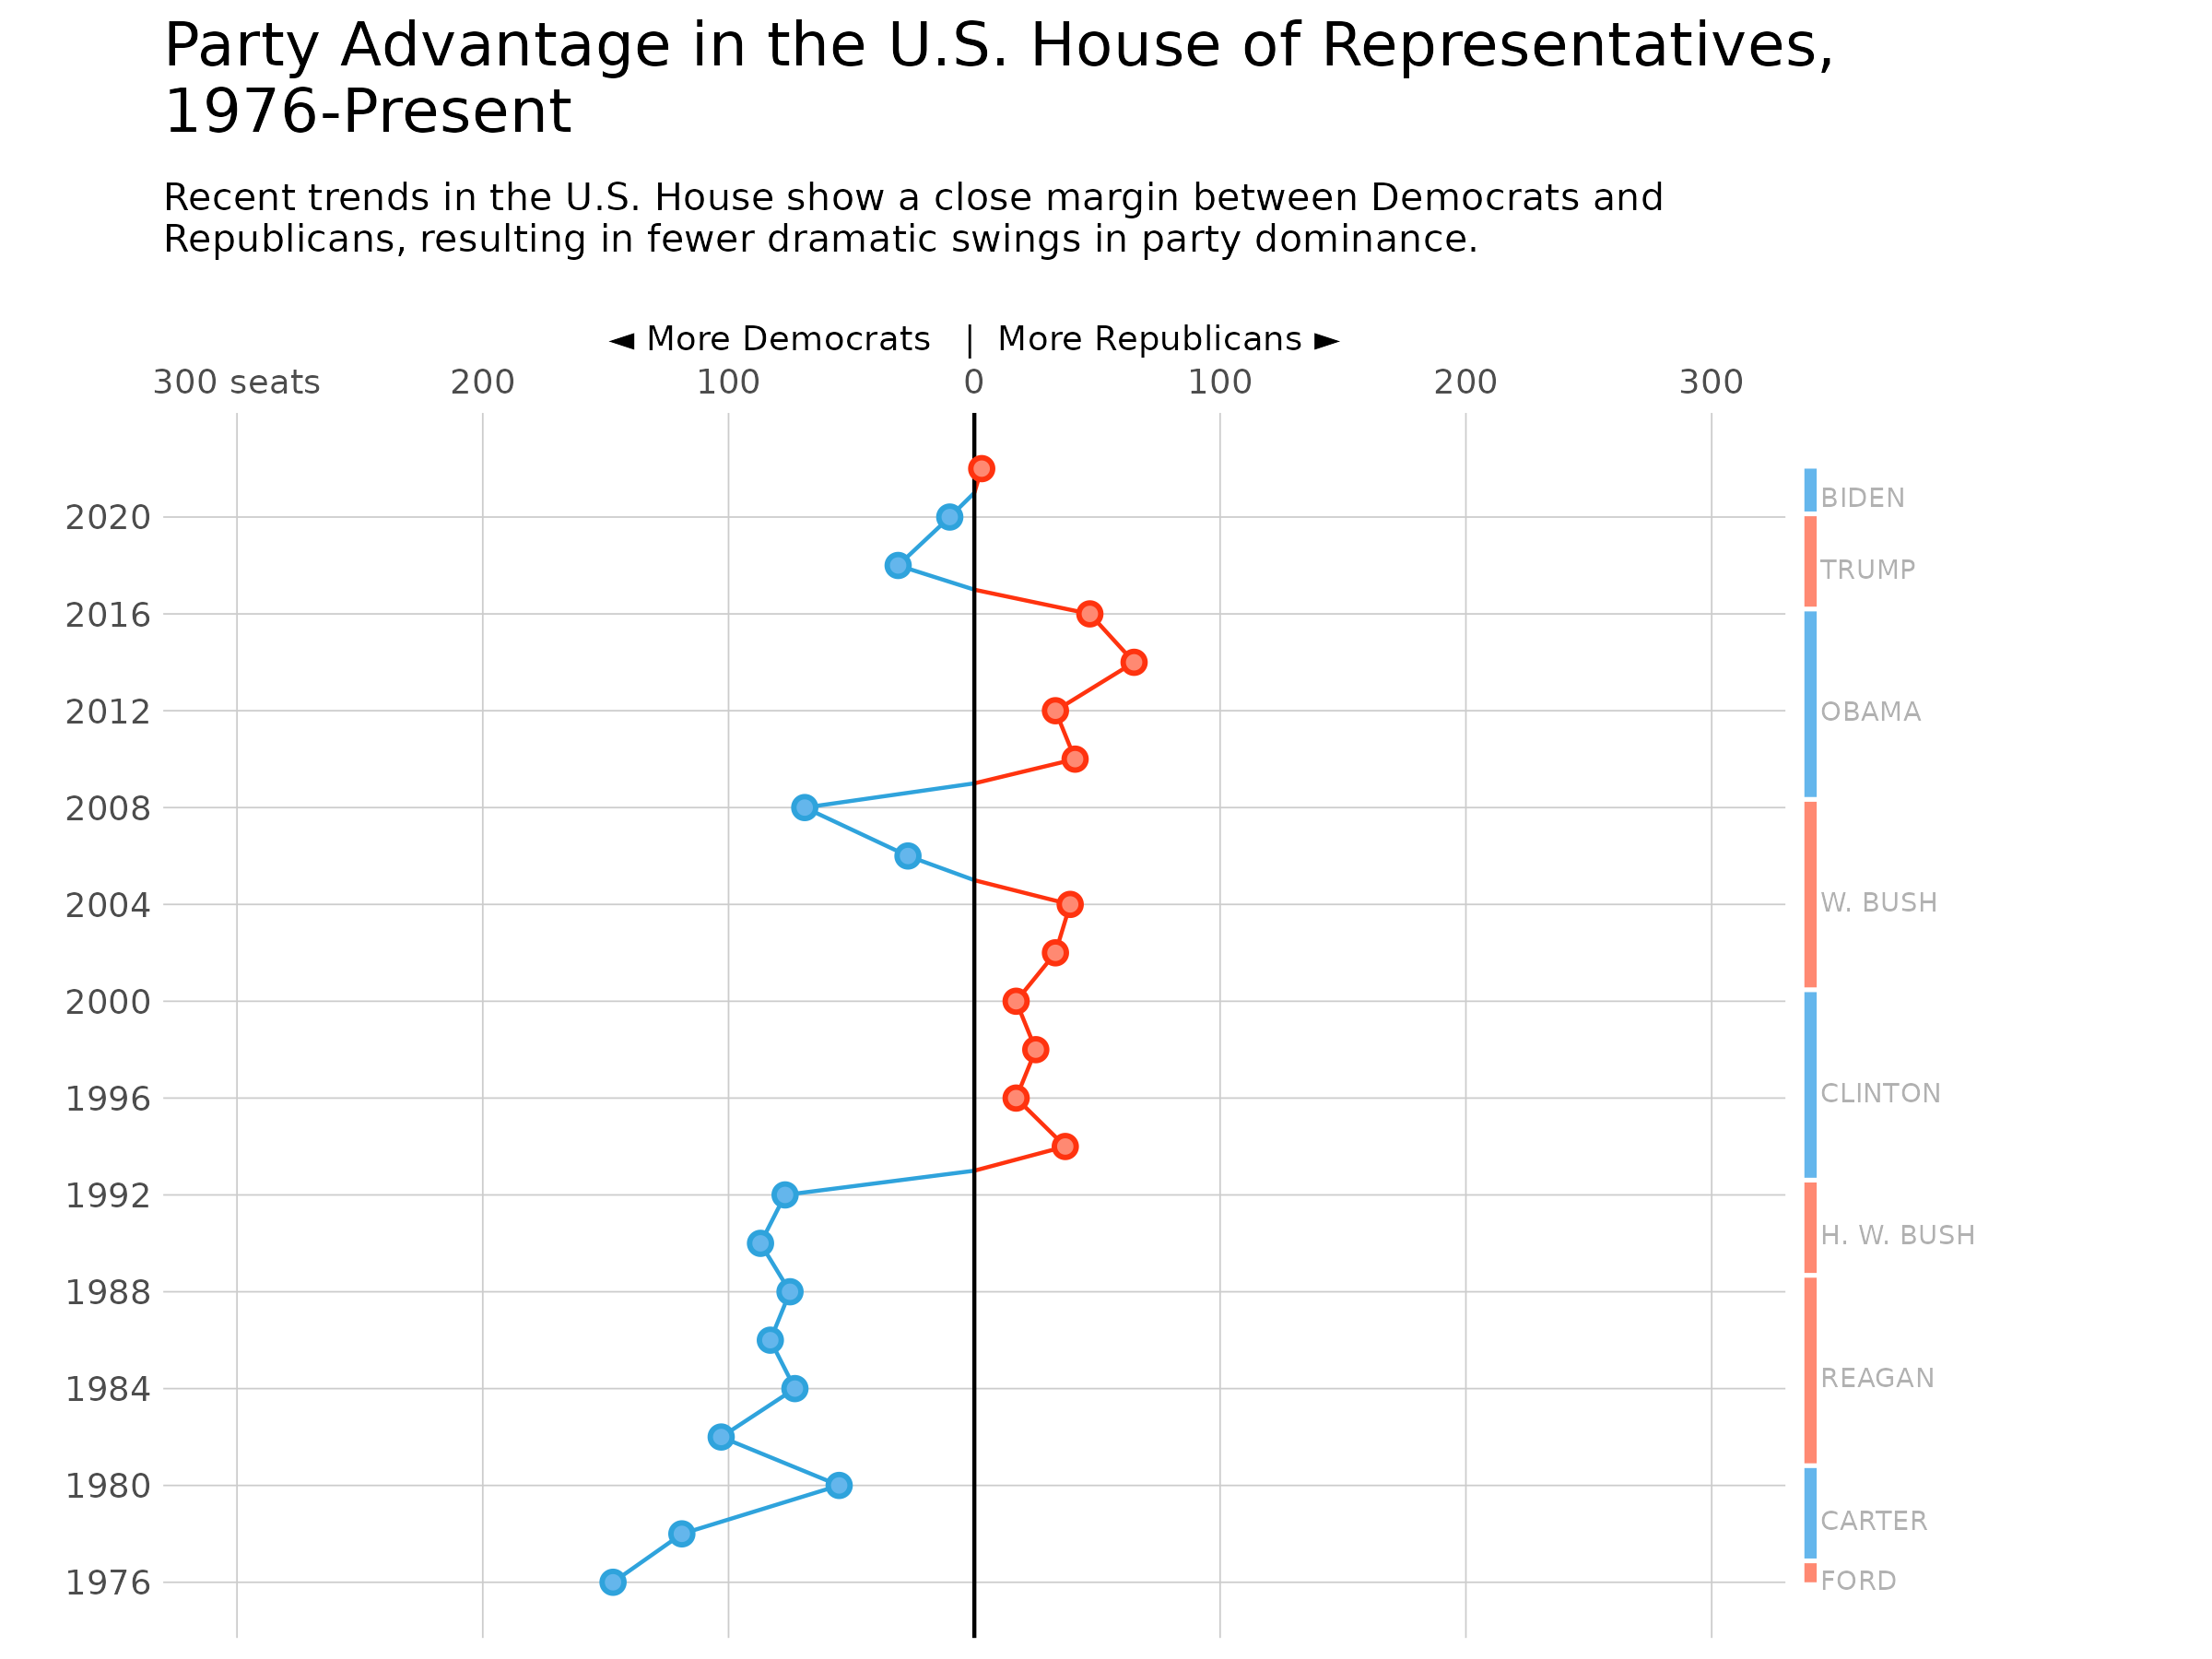 Party Advantage in the U.S. House of Representatives,
1976-Present
Recent trends in the U.S. House show a close margin between Democrats and
Republicans, resulting in fewer dramatic swings in party dominance.
◄ More Democrats | More Republicans ►
300 seats 200 100 0 100 200 300
BIDEN
2020
TRUMP
2016
2012 OBAMA
2008
2004 W. BUSH
2000
1996 CLINTON
1992
H. W. BUSH
1988
1984 REAGAN
1980
CARTER
1976 FORD